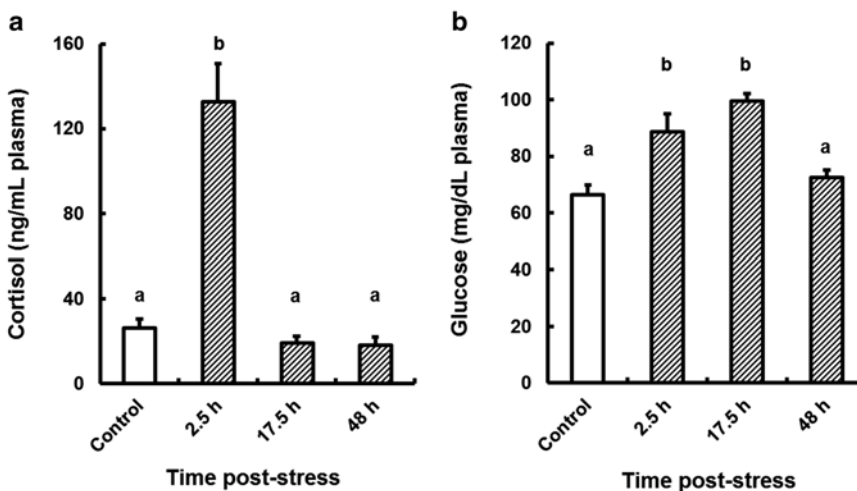 a
Cortisol (ng/mL plasma)
160
120
80
40
0
a
b
a
a
Control
2.5 h
17.5 h
48 h
Time post-stress
b
Glucose (mg/dL plasma)
120
100
80
60
40
20
0
a
b
b
a
Control
2.5 h
17.5 h
48 h
Time post-stress